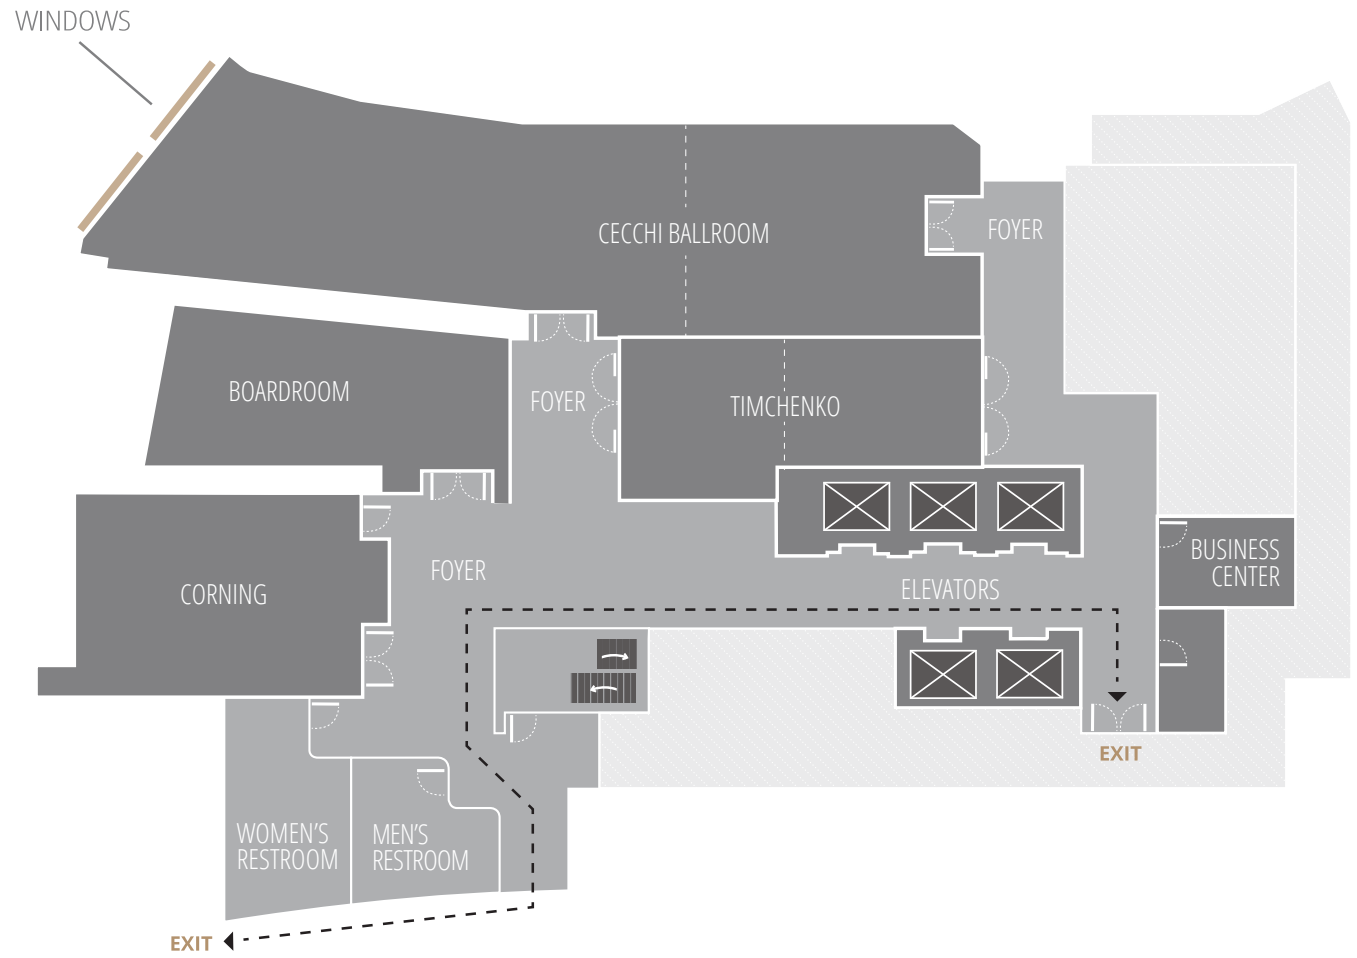 WINDOWS
CECCHI BALLROOM
FOYER
BOARDROOM
FOYER
TIMCHENKO
CORNING
FOYER
ELEVATORS
BUSINESS
CENTER
EXIT
WOMEN'S
RESTROOM
MEN'S
RESTROOM
EXIT